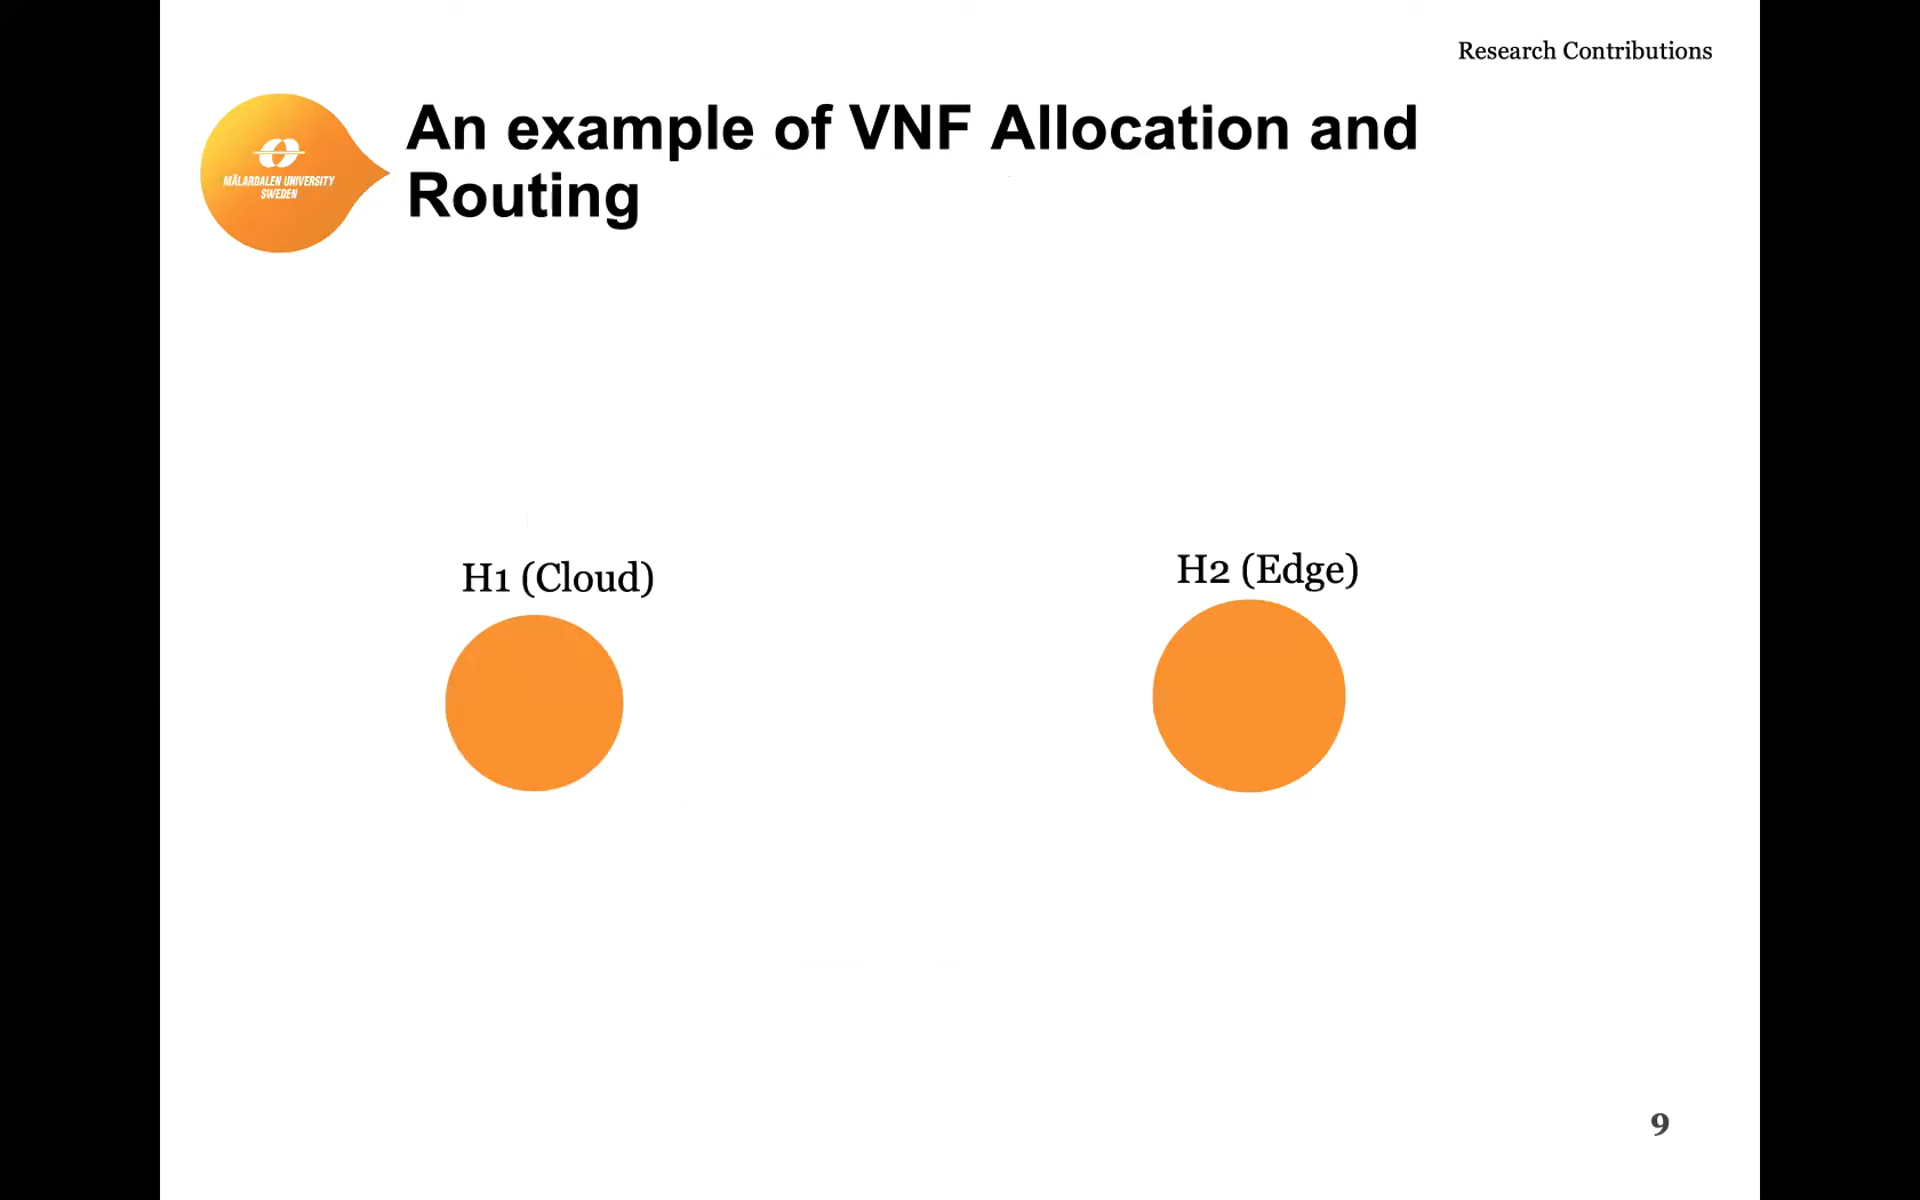 Research Contributions
An example of VNF Allocation and
Routing
MÄLARDALEN UNIVERSITY
SWEDEN
H1 (Cloud)
H2 (Edge)
9